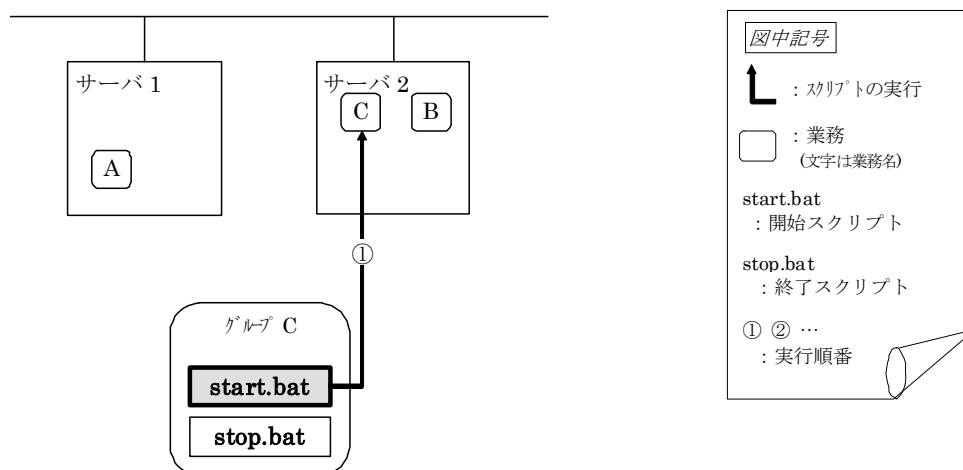 サーバ 1
サーバ 2
C
B
A
①
ｸﾞﾙｰﾌﾟ C
start.bat
stop.bat
図中記号
：ｽｸﾘﾌﾟﾄの実行
：業務
(文字は業務名)
start.bat
：開始スクリプト
stop.bat
：終了スクリプト
① ② …
：実行順番